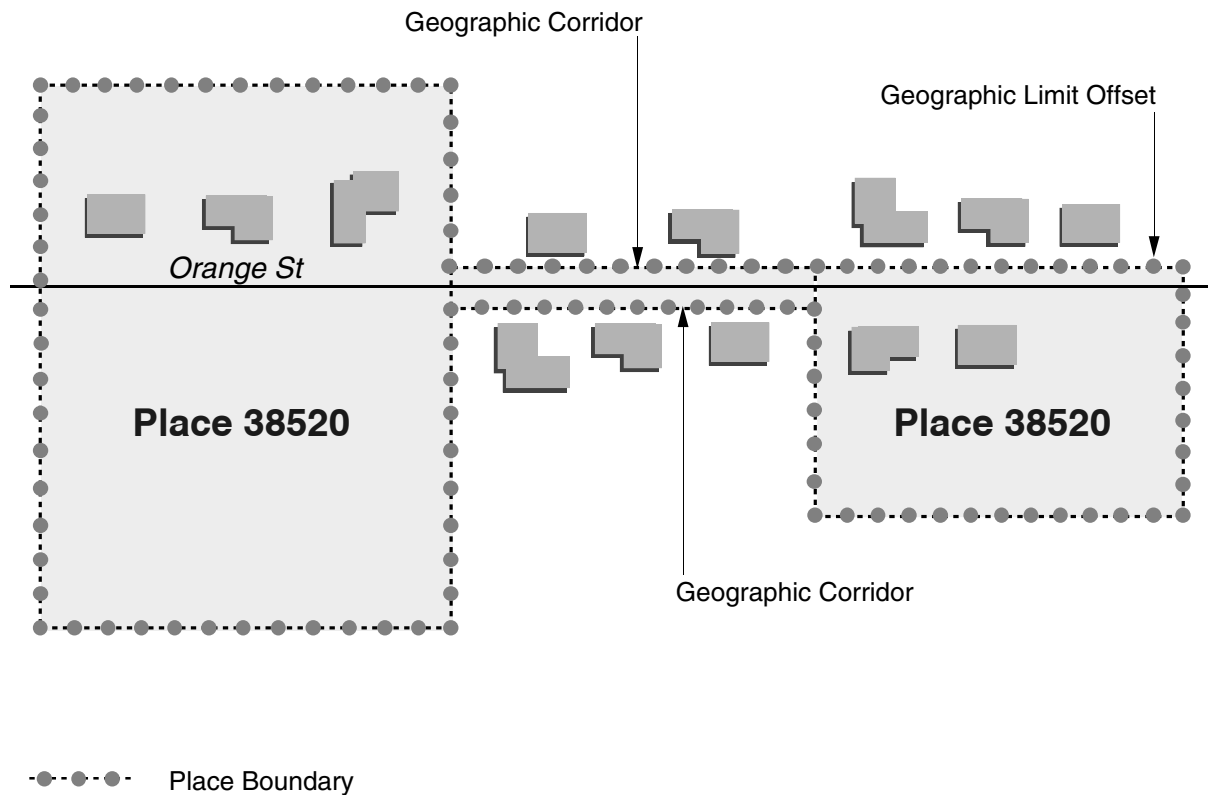 Geographic Corridor
Geographic Limit Offset
Orange St
Place 38520
Place 38520
Geographic Corridor
Place Boundary